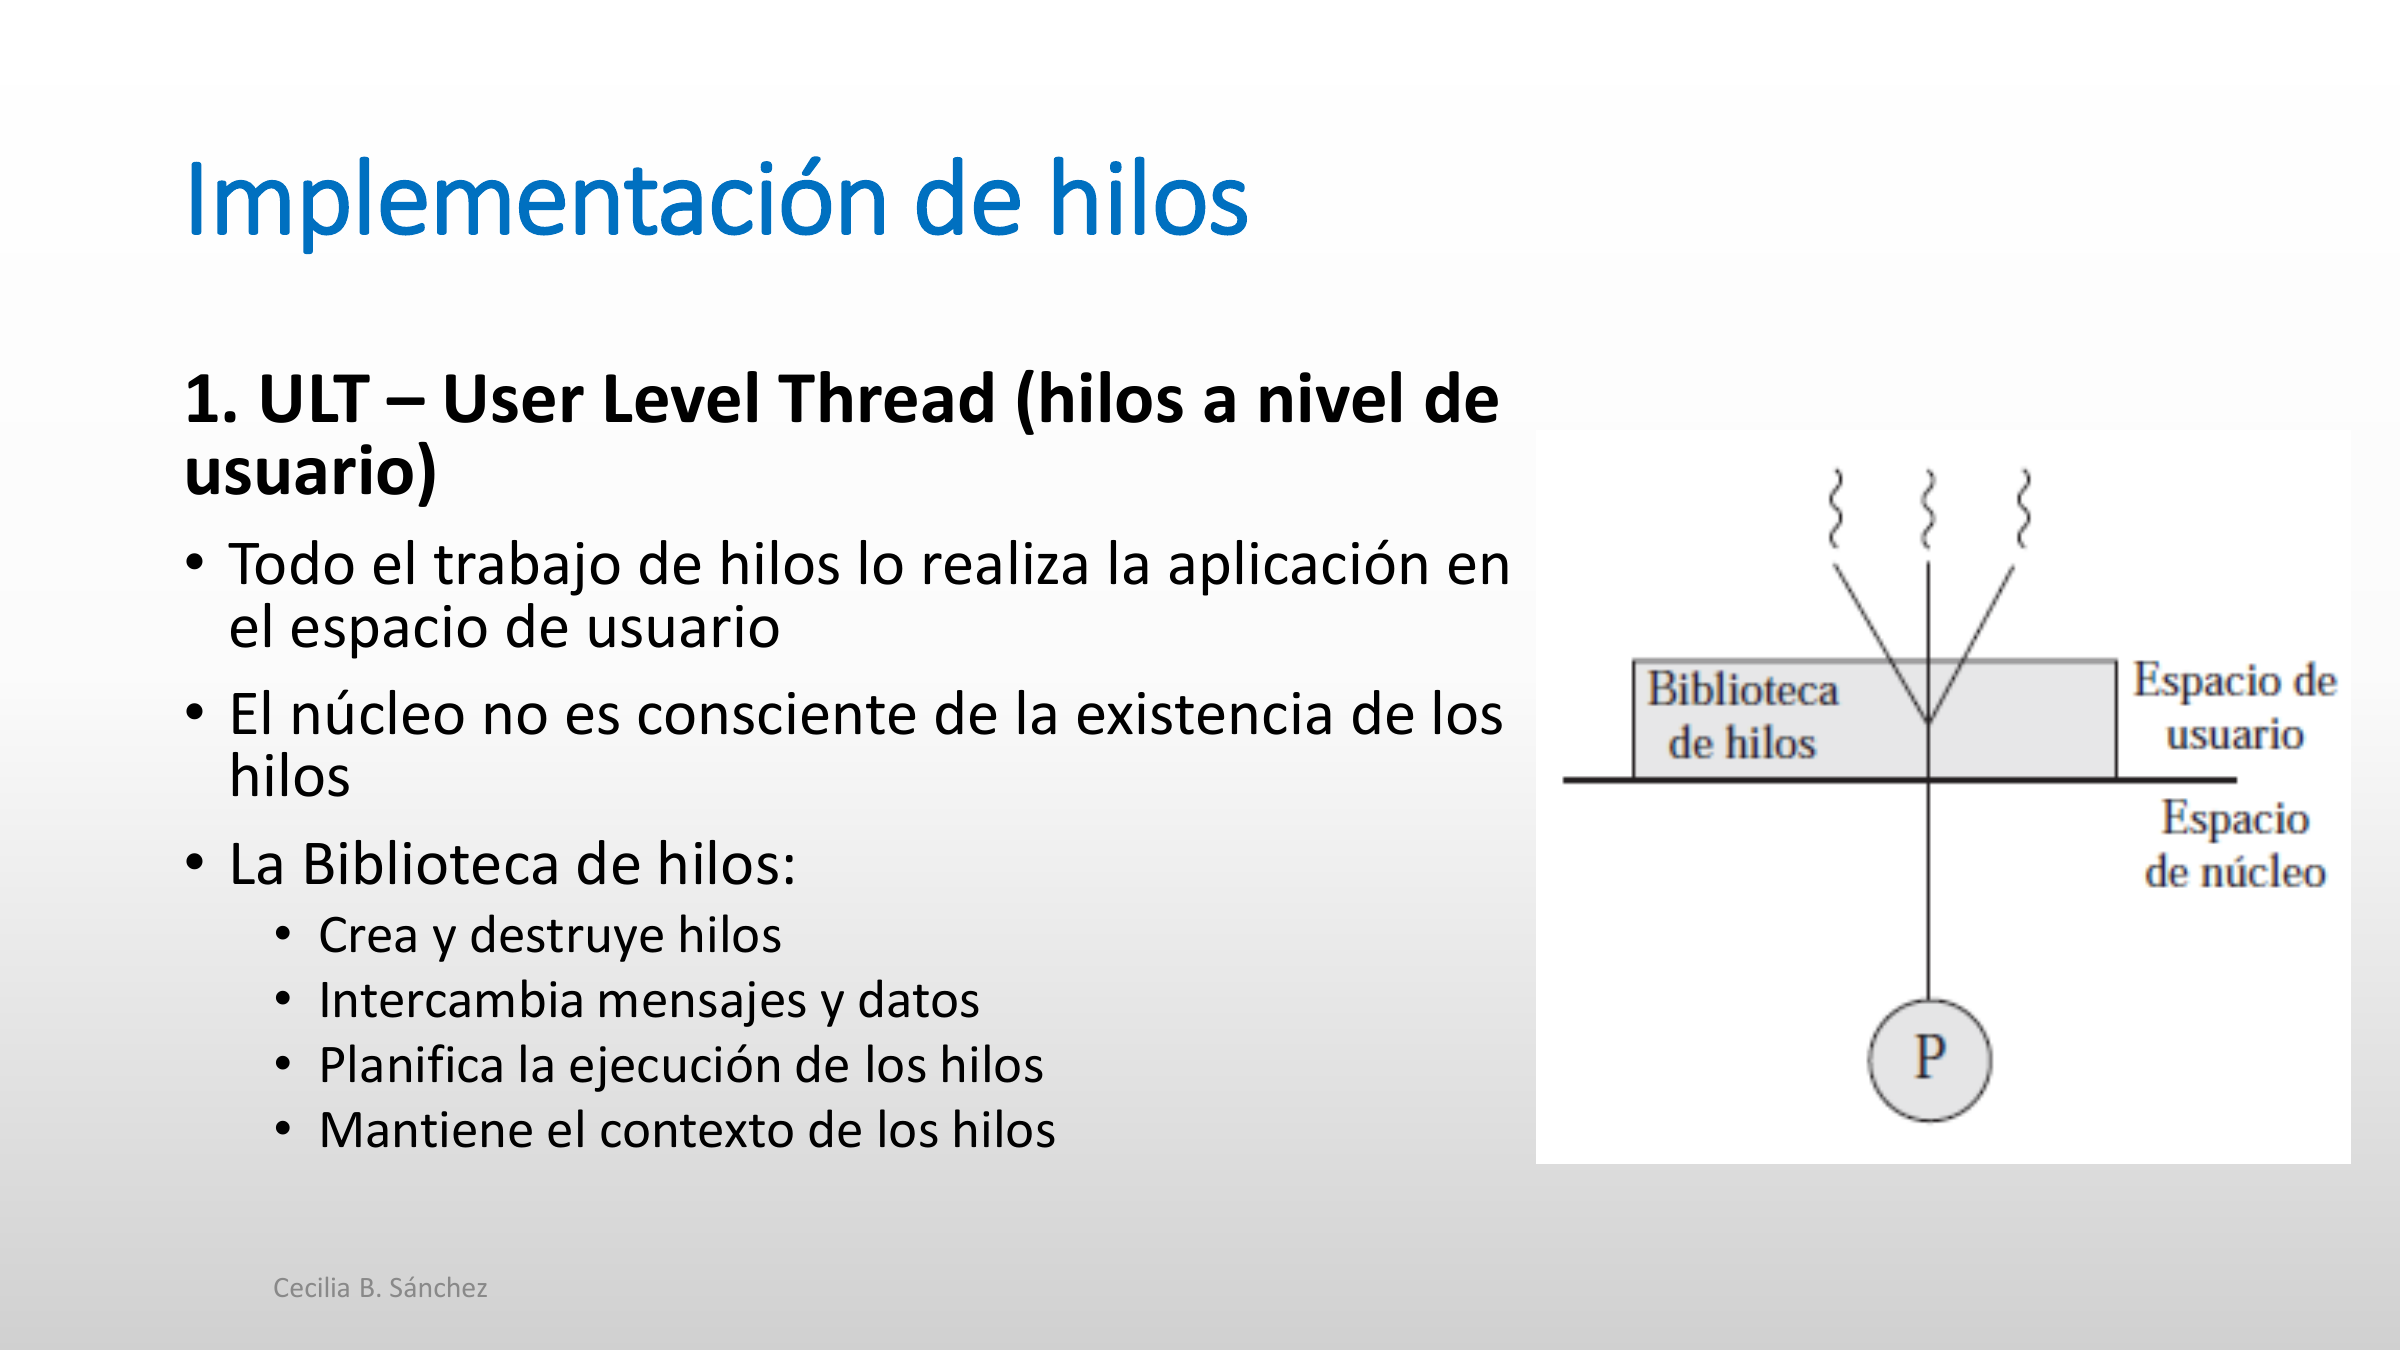 Implementación de hilos
1. ULT – User Level Thread (hilos a nivel de
usuario)
• Todo el trabajo de hilos lo realiza la aplicación en
el espacio de usuario
• El núcleo no es consciente de la existencia de los
hilos
• La Biblioteca de hilos:
• Crea y destruye hilos
• Intercambia mensajes y datos
• Planifica la ejecución de los hilos
• Mantiene el contexto de los hilos
Biblioteca
de hilos
Espacio de
usuario
Espacio
de núcleo
P
Cecilia B. Sánchez